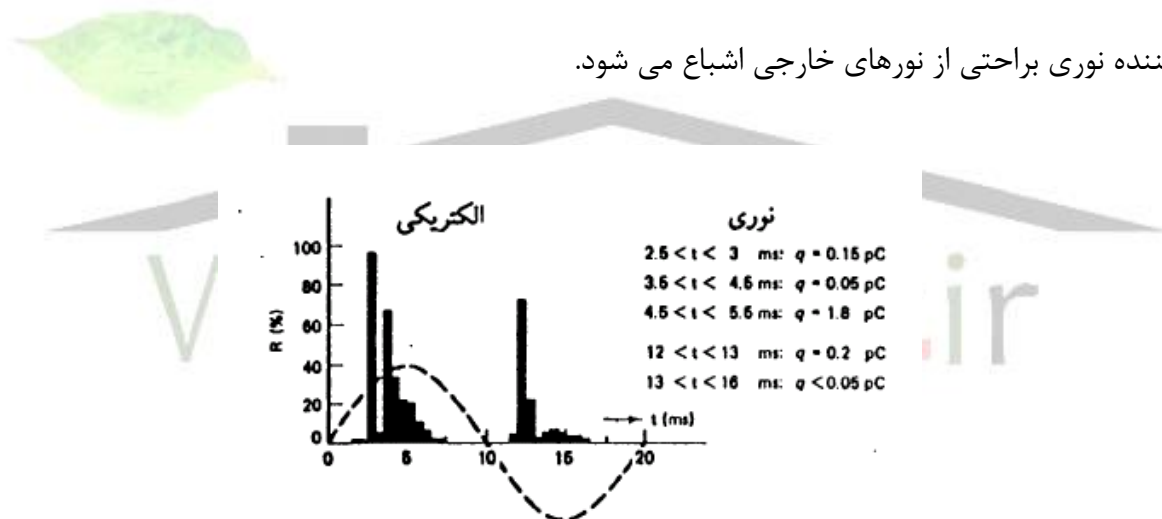 ننده نوری براحتی از نورهای خارجی اشباع می شود.
الکتریکی
نوری
R (%)
100
80
60
40
20
0
2.5 < t < 3 ms: q = 0.15 pC
3.5 < t < 4.5 ms: q = 0.05 pC
4.5 < t < 5.5 ms: q = 1.8 pC
12 < t < 13 ms: q = 0.2 pC
13 < t < 16 ms: q < 0.05 pC
t (ms)
0 5 10 15 20
ir